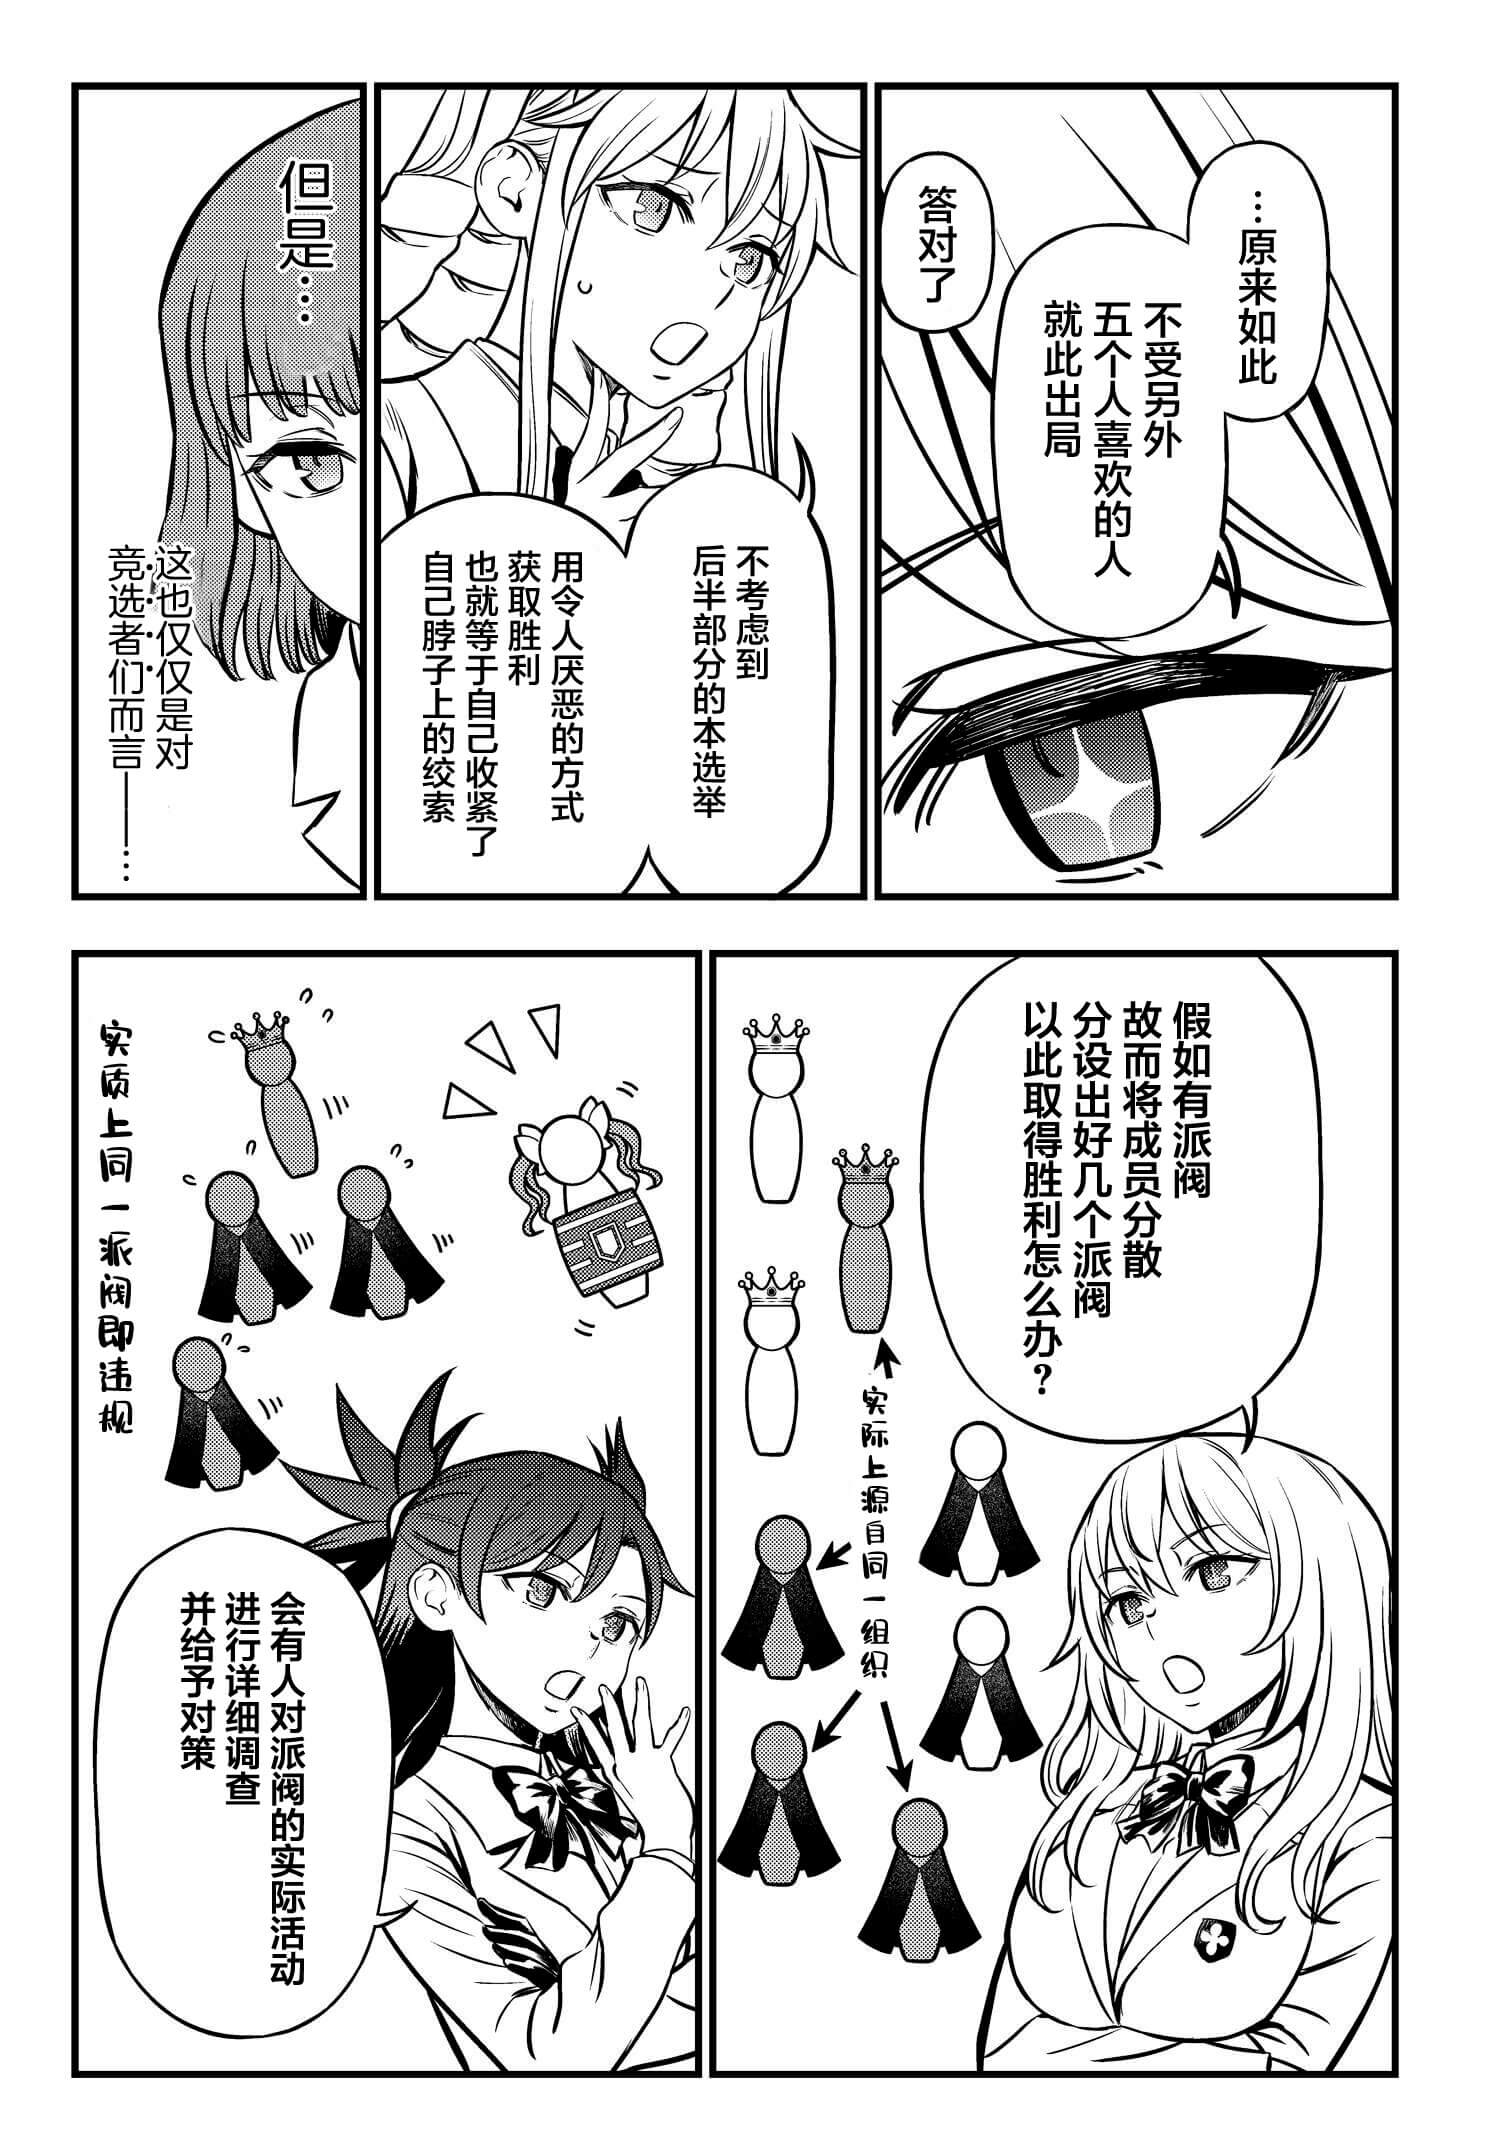 …原来如此
不受另外
五个人喜欢的人
就此出局
答对了
不考虑到
后半部分的本选举
用令人厌恶的方式
获取胜利
也就等于自己收紧了
自己脖子上的绞索
但是…
这也仅仅是对
竞选者们而言——…
假如有派阀
故而将成员分散
分设出好几个派阀
以此取得胜利怎么办？
实际上源自同一组织
实质上同一派阀即违规
会有人对派阀的实际活动
进行详细调查
并给予对策